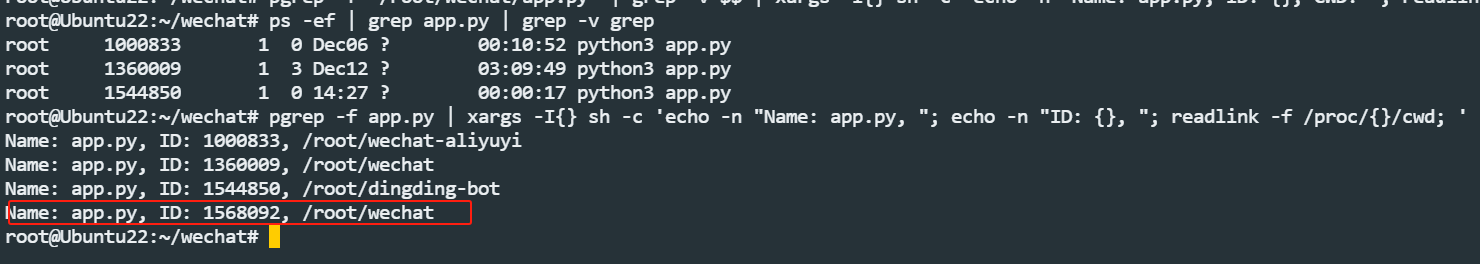 root@Ubuntu22:~/wechat# ps -ef | grep app.py | grep -v grep
root     1000833       1  0 Dec06 ?        00:10:52 python3 app.py
root     1360009       1  3 Dec12 ?        03:09:49 python3 app.py
root     1544850       1  0 14:27 ?        00:00:17 python3 app.py
root@Ubuntu22:~/wechat# pgrep -f app.py | xargs -I{} sh -c 'echo -n "Name: app.py, "; echo -n "ID: {}, "; readlink -f /proc/{}/cwd; '
Name: app.py, ID: 1000833, /root/wechat-aliyuyi
Name: app.py, ID: 1360009, /root/wechat
Name: app.py, ID: 1544850, /root/dingding-bot
Name: app.py, ID: 1568092, /root/wechat
root@Ubuntu22:~/wechat#